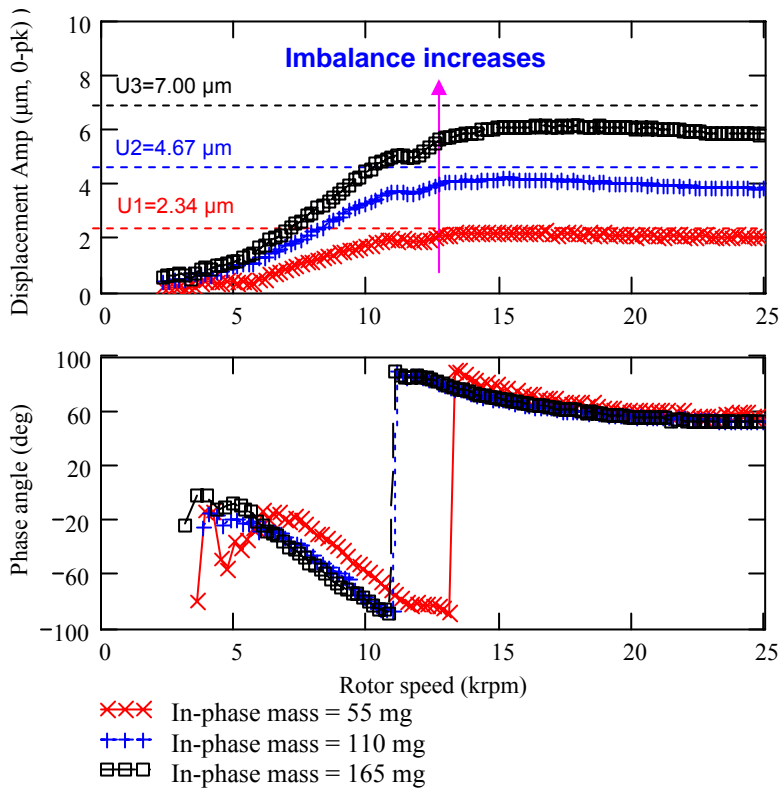 Displacement Amp (μm, 0-pk) )
10
8
6
4
2
0
Imbalance increases
U3=7.00 μm
U2=4.67 μm
U1=2.34 μm
0 5 10 15 20 25
Phase angle (deg)
100
60
20
−20
−60
−100
0 5 10 15 20 25
Rotor speed (krpm)
In-phase mass = 55 mg
In-phase mass = 110 mg
In-phase mass = 165 mg